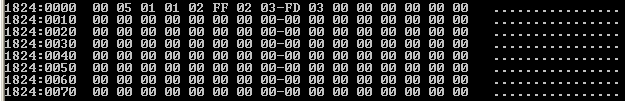 1824:0000  00 05 01 01 02 FF 02 03-FD 03 00 00 00 00 00 00   ................
1824:0010  00 00 00 00 00 00 00 00-00 00 00 00 00 00 00 00   ................
1824:0020  00 00 00 00 00 00 00 00-00 00 00 00 00 00 00 00   ................
1824:0030  00 00 00 00 00 00 00 00-00 00 00 00 00 00 00 00   ................
1824:0040  00 00 00 00 00 00 00 00-00 00 00 00 00 00 00 00   ................
1824:0050  00 00 00 00 00 00 00 00-00 00 00 00 00 00 00 00   ................
1824:0060  00 00 00 00 00 00 00 00-00 00 00 00 00 00 00 00   ................
1824:0070  00 00 00 00 00 00 00 00-00 00 00 00 00 00 00 00   ................